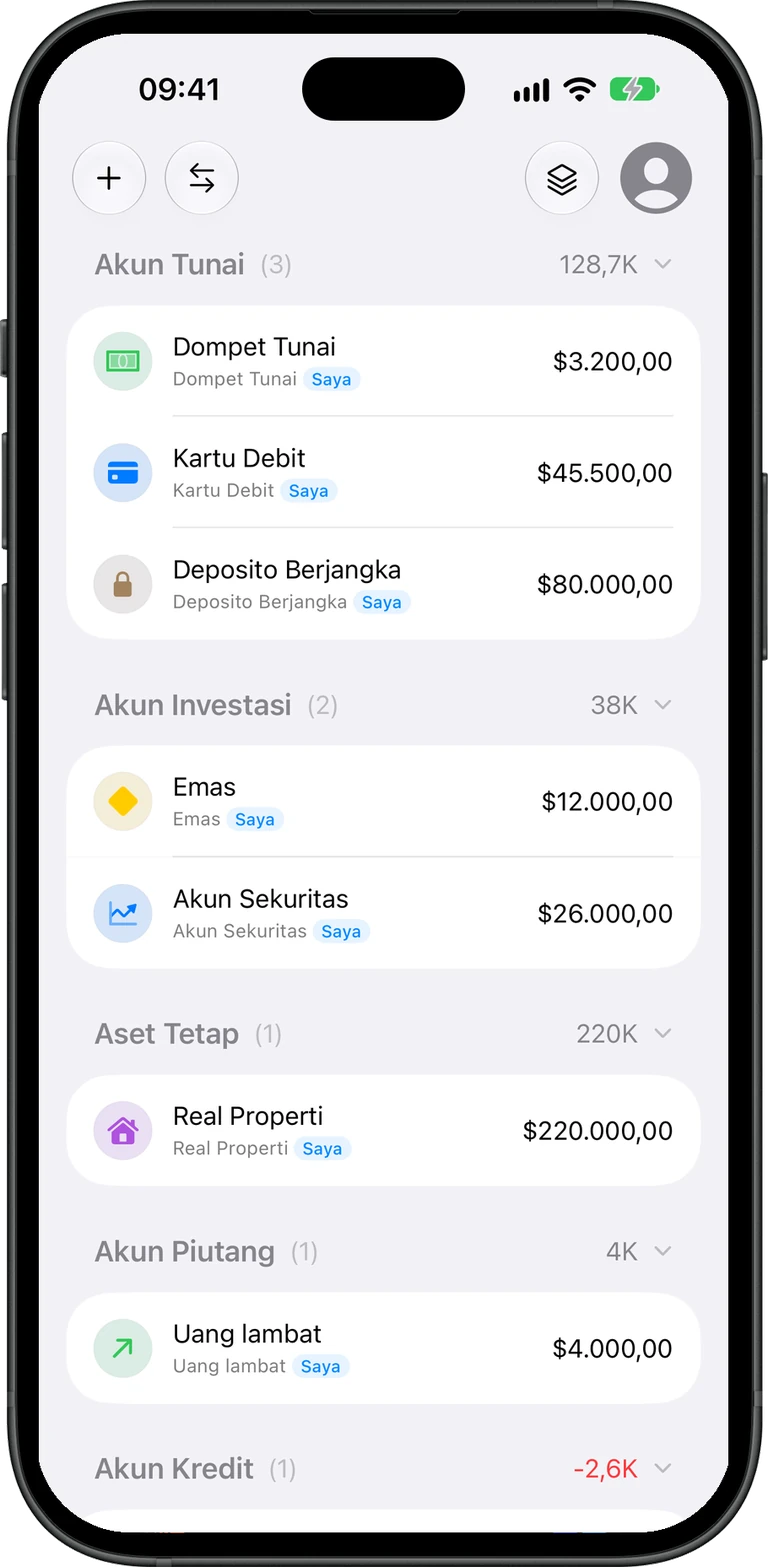 09:41
Akun Tunai (3) 128,7K
Dompet Tunai
Dompet Tunai Saya
$3.200,00
Kartu Debit
Kartu Debit Saya
$45.500,00
Deposito Berjangka
Deposito Berjangka Saya
$80.000,00
Akun Investasi (2) 38K
Emas
Emas Saya
$12.000,00
Akun Sekuritas
Akun Sekuritas Saya
$26.000,00
Aset Tetap (1) 220K
Real Properti
Real Properti Saya
$220.000,00
Akun Piutang (1) 4K
Uang lambat
Uang lambat Saya
$4.000,00
Akun Kredit (1) -2,6K